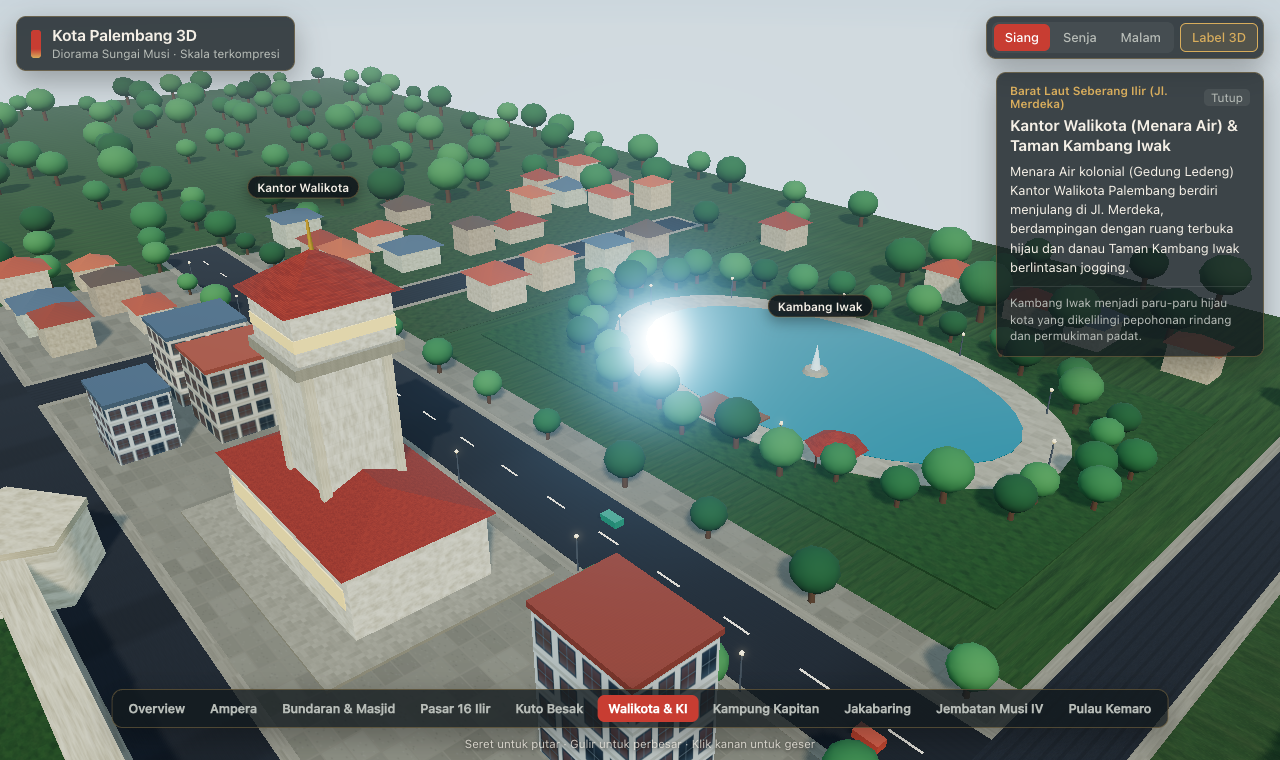 Kota Palembang 3D
Diorama Sungai Musi · Skala terkompresi
Siang Senja Malam Label 3D
Barat Laut Seberang Ilir (Jl. Merdeka)
Tutup
Kantor Walikota (Menara Air) &
Taman Kambang Iwak
Menara Air kolonial (Gedung Ledeng)
Kantor Walikota Palembang berdiri
menjulang di Jl. Merdeka,
berdampingan dengan ruang terbuka
hijau dan danau Taman Kambang Iwak
berlintasan jogging.
Kambang Iwak menjadi paru-paru hijau
kota yang dikelilingi pepohonan rindang
dan permukiman padat.
Kantor Walikota
Kambang Iwak
Overview Ampera Bundaran & Masjid Pasar 16 Ilir Kuto Besak Walikota & KI Kampung Kapitan Jakabaring Jembatan Musi IV Pulau Kemaro
Seret untuk putar · Gulir untuk perbesar · Klik kanan untuk geser